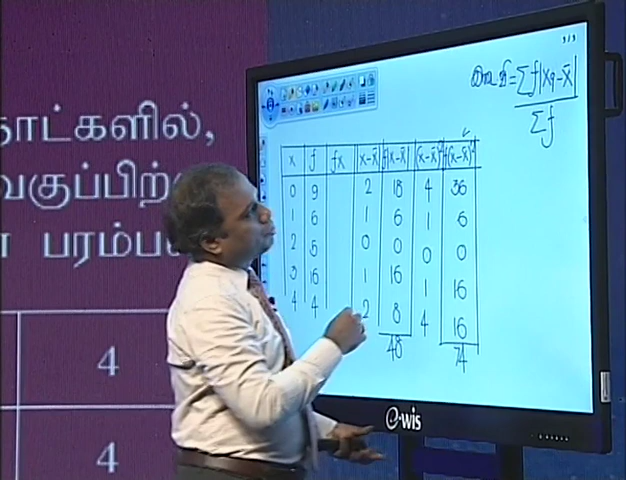 நாட்களில்,
வகுப்பிற்
பரம்ப
4
4
= Σf|xi-x̄|
Σf
x f fx |x-x̄| f|x-x̄| (x-x̄)² f(x-x̄)²
0 9 2 18 4 36
1 6 1 6 1 6
2 5 0 0 0 0
3 16 1 16 1 16
4 4 2 8 4 16
48 74
e-wis